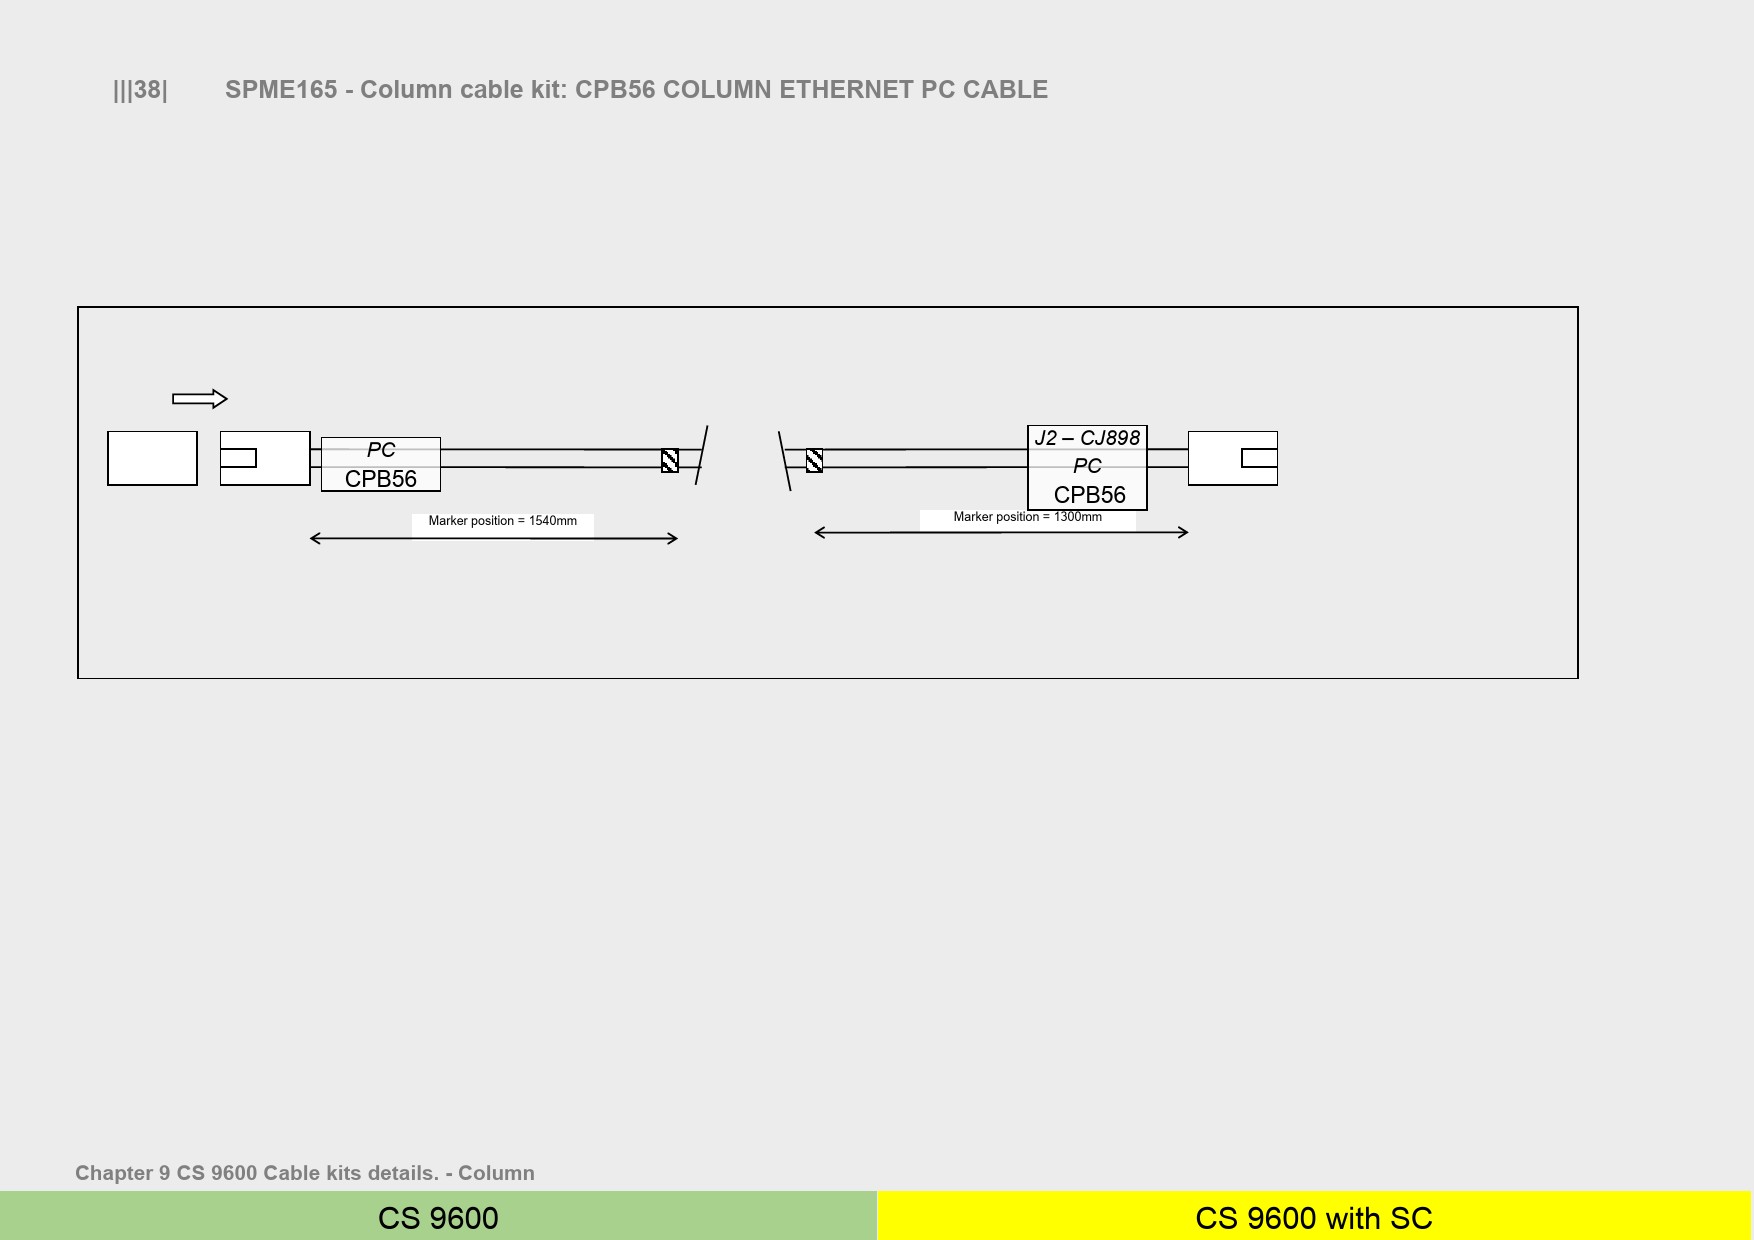 |||38| SPME165 - Column cable kit: CPB56 COLUMN ETHERNET PC CABLE
PC
CPB56
Marker position = 1540mm
J2 – CJ898
PC
CPB56
Marker position = 1300mm
Chapter 9 CS 9600 Cable kits details. - Column
CS 9600
CS 9600 with SC